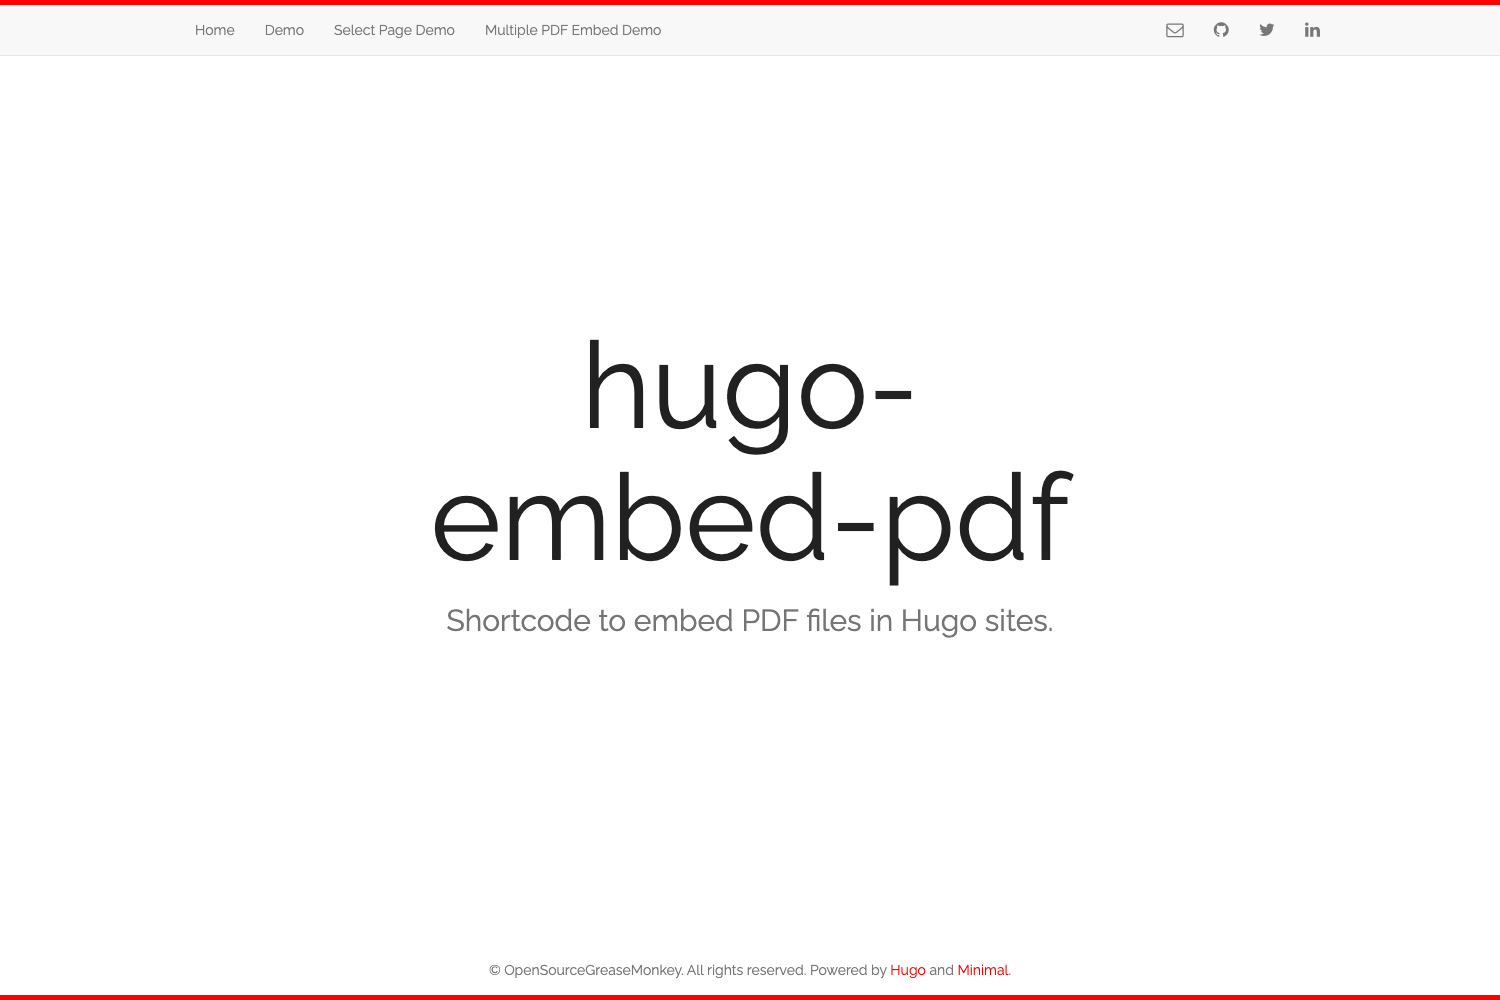 Home Demo Select Page Demo Multiple PDF Embed Demo
hugo-
embed-pdf
Shortcode to embed PDF files in Hugo sites.
© OpenSourceGreaseMonkey. All rights reserved. Powered by Hugo and Minimal.